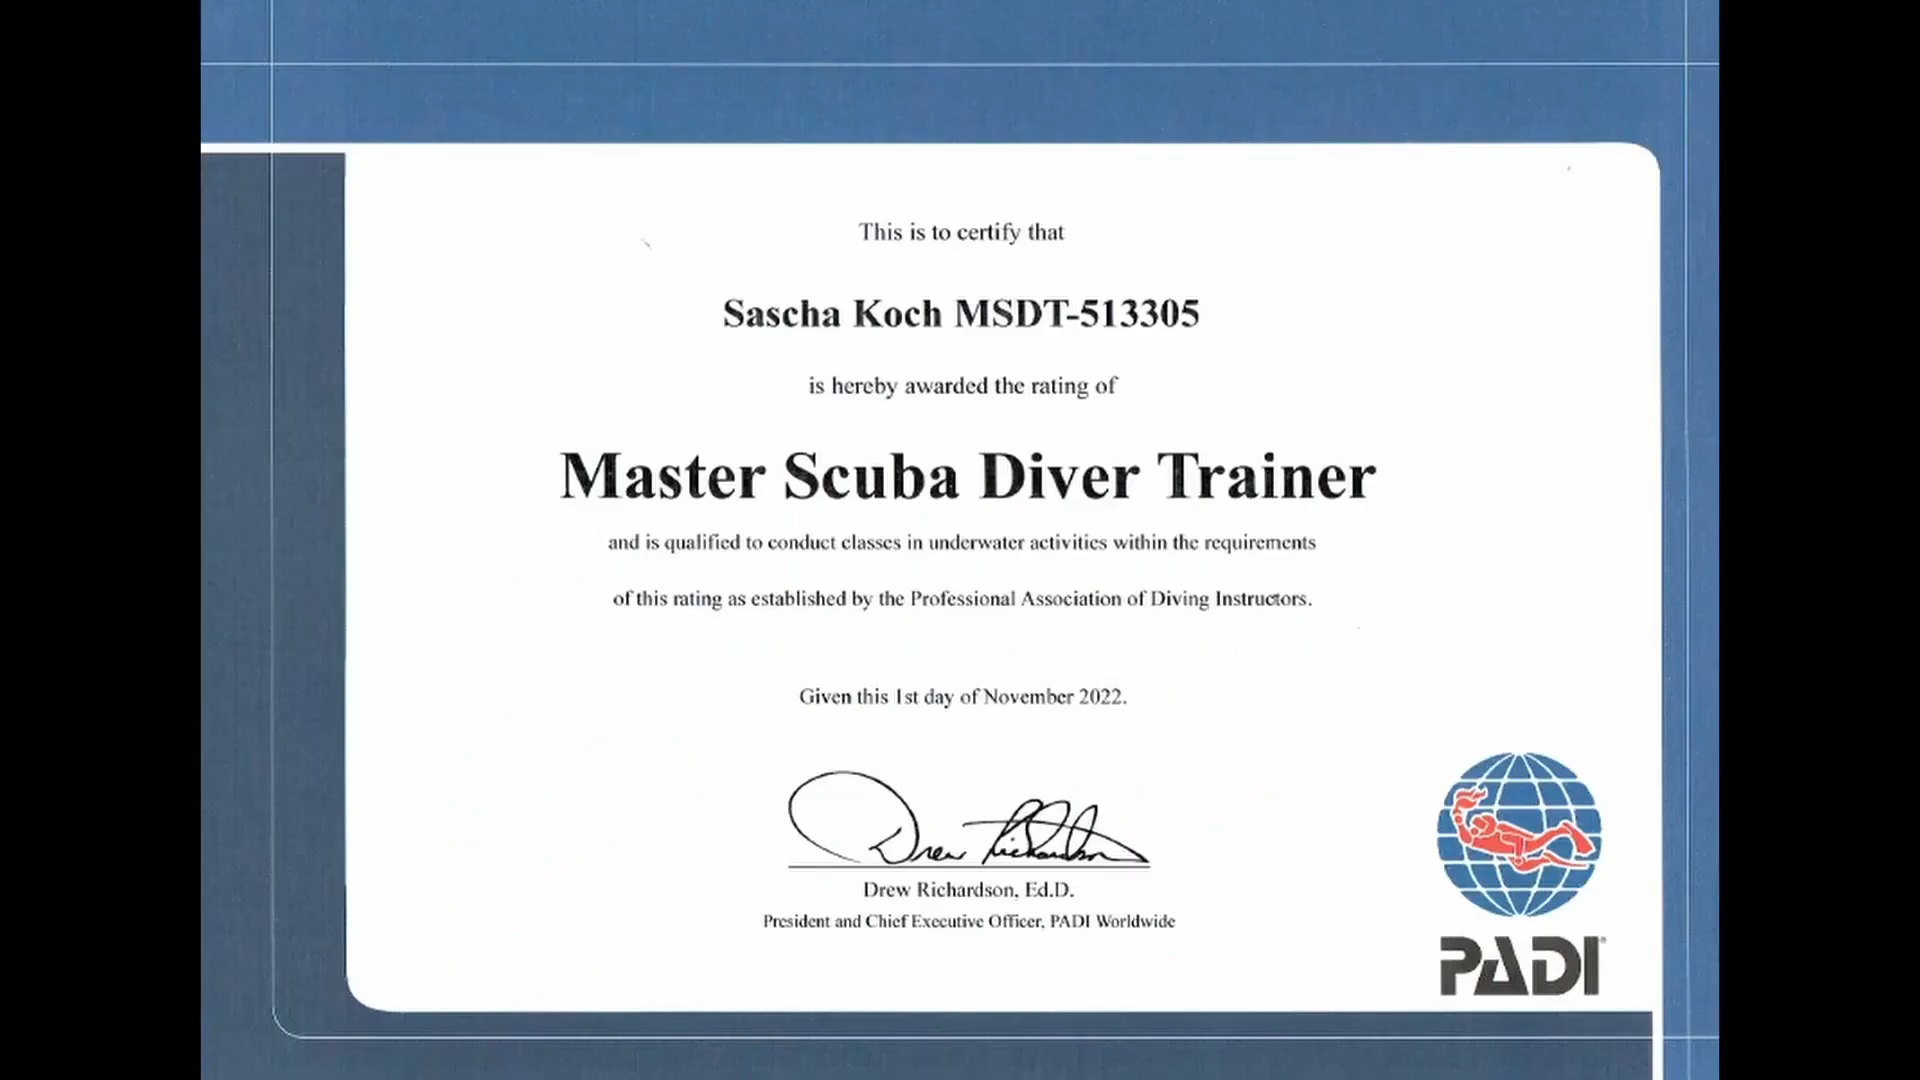 This is to certify that
Sascha Koch MSDT-513305
is hereby awarded the rating of
Master Scuba Diver Trainer
and is qualified to conduct classes in underwater activities within the requirements
of this rating as established by the Professional Association of Diving Instructors.
Given this 1st day of November 2022.
Drew Richardson
Drew Richardson, Ed.D.
President and Chief Executive Officer, PADI Worldwide
PADI®